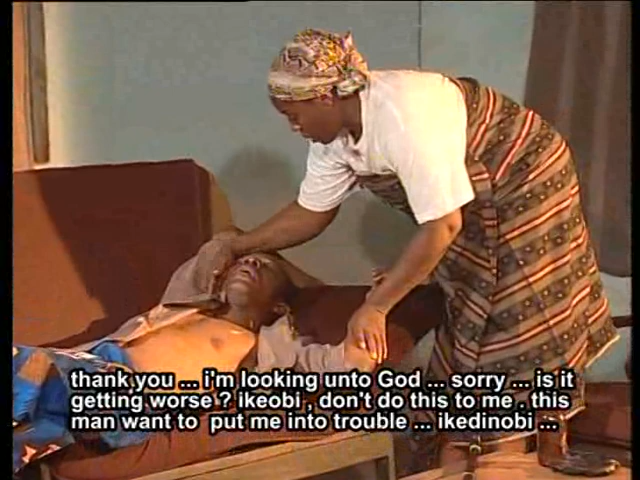 thank you ... i'm looking unto God ... sorry ... is it
getting worse ? ikeobi , don't do this to me . this
man want to put me into trouble ... ikedinobi ...